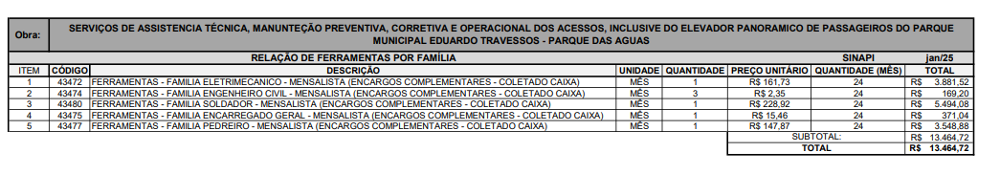 Obra: SERVIÇOS DE ASSISTENCIA TÉCNICA, MANUNTEÇÃO PREVENTIVA, CORRETIVA E OPERACIONAL DOS ACESSOS, INCLUSIVE DO ELEVADOR PANORAMICO DE PASSAGEIROS DO PARQUE
MUNICIPAL EDUARDO TRAVESSOS - PARQUE DAS AGUAS
RELAÇÃO DE FERRAMENTAS POR FAMÍLIA SINAPI jan/25
ITEM CÓDIGO DESCRIÇÃO UNIDADE QUANTIDADE PREÇO UNITÁRIO QUANTIDADE (MÊS) TOTAL
1 43472 FERRAMENTAS - FAMILIA ELETRIMECANICO - MENSALISTA (ENCARGOS COMPLEMENTARES - COLETADO CAIXA) MÊS 1 R$ 161,73 24 R$ 3.881,52
2 43474 FERRAMENTAS - FAMILIA ENGENHEIRO CIVIL - MENSALISTA (ENCARGOS COMPLEMENTARES - COLETADO CAIXA) MÊS 3 R$ 2,35 24 R$ 169,20
3 43480 FERRAMENTAS - FAMILIA SOLDADOR - MENSALISTA (ENCARGOS COMPLEMENTARES - COLETADO CAIXA) MÊS 1 R$ 228,92 24 R$ 5.494,08
4 43475 FERRAMENTAS - FAMILIA ENCARREGADO GERAL - MENSALISTA (ENCARGOS COMPLEMENTARES - COLETADO CAIXA) MÊS 1 R$ 15,46 24 R$ 371,04
5 43477 FERRAMENTAS - FAMILIA PEDREIRO - MENSALISTA (ENCARGOS COMPLEMENTARES - COLETADO CAIXA) MÊS 1 R$ 147,87 24 R$ 3.548,88
SUBTOTAL: R$ 13.464,72
TOTAL R$ 13.464,72